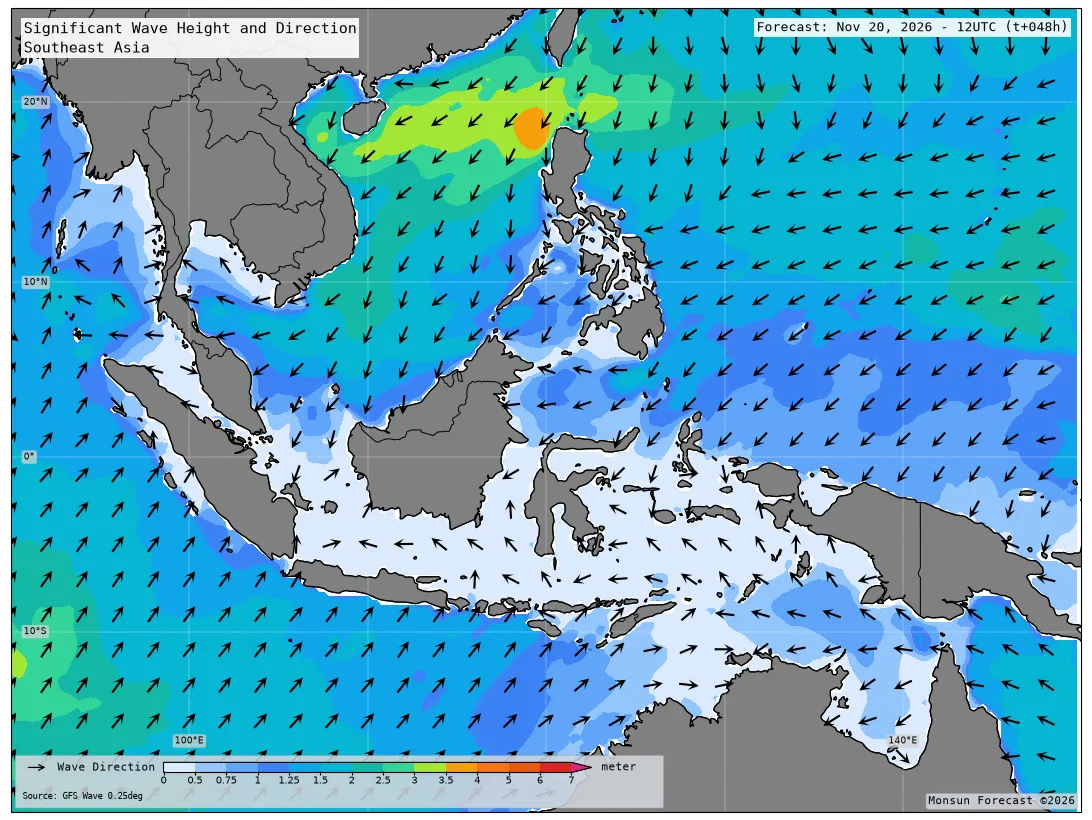 Significant Wave Height and Direction
Southeast Asia
Forecast: Nov 20, 2026 - 12UTC (t+048h)
20°N
10°N
0°
10°S
100°E
140°E
Wave Direction
meter
0 0.5 0.75 1 1.25 1.5 2 2.5 3 3.5 4 5 6 7
Source: GFS Wave 0.25deg
Monsun Forecast ©2026